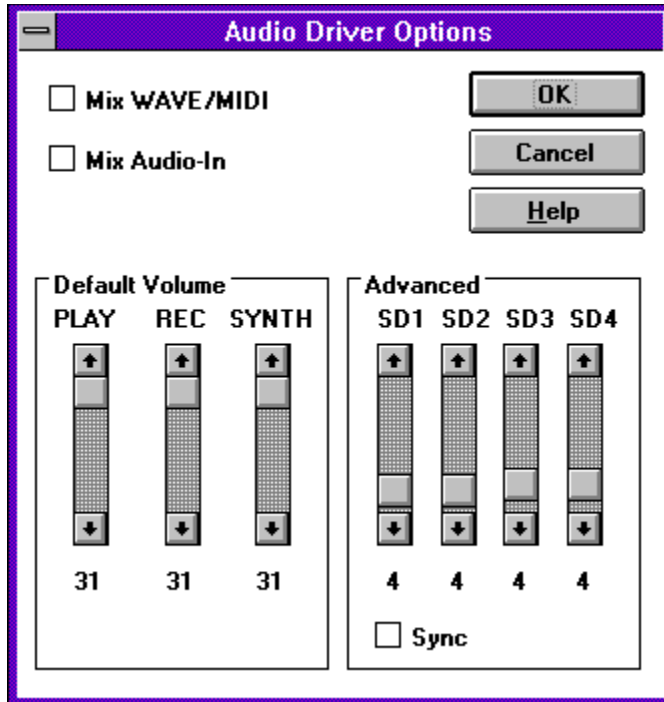 Audio Driver Options
Mix WAVE/MIDI
Mix Audio-In
OK
Cancel
Help
Default Volume
PLAY REC SYNTH
31 31 31
Advanced
SD1 SD2 SD3 SD4
4 4 4 4
Sync